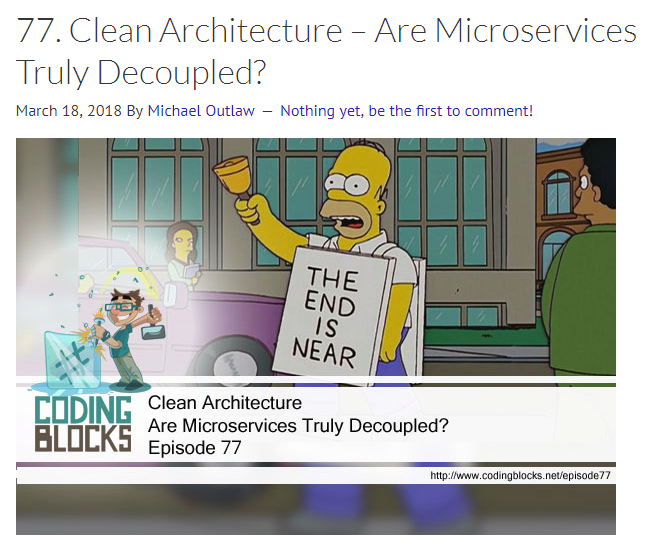 77. Clean Architecture – Are Microservices
Truly Decoupled?
March 18, 2018 By Michael Outlaw — Nothing yet, be the first to comment!
THE
END
IS
NEAR
CODING
BLOCKS
Clean Architecture
Are Microservices Truly Decoupled?
Episode 77
http://www.codingblocks.net/episode77